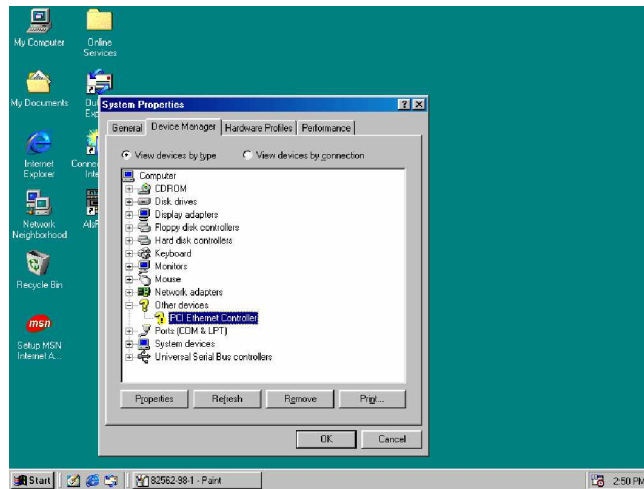 My Computer
Online
Services
My Documents
Internet
Explorer
Network
Neighborhood
Recycle Bin
msn
Setup MSN
Internet A...
System Properties
General
Device Manager
Hardware Profiles
Performance
View devices by type
View devices by connection
Computer
CDROM
Disk drives
Display adapters
Floppy disk controllers
Hard disk controllers
Keyboard
Monitors
Mouse
Network adapters
Other devices
PCI Ethernet Controller
Ports (COM & LPT)
System devices
Universal Serial Bus controllers
Properties
Refresh
Remove
Print...
OK
Cancel
Start
82562-98-1 - Paint
2:50 PM